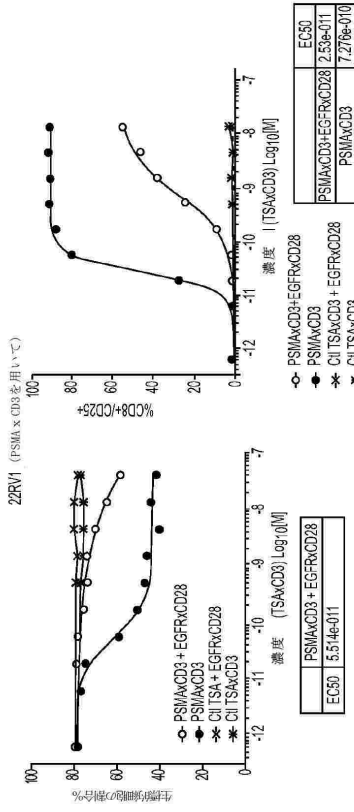 22RV1 (PSMA x CD3を用いて)
細胞の割合%
100
80
60
40
20
0
-12
-11
-10
-9
-8
-7
濃度 (TSAxCD3) Log10[M]
PSMAxCD3 + EGFRxCD28
PSMAxCD3
Ctl TSA + EGFRxCD28
Ctl TSAxCD3
PSMAxCD3 + EGFRxCD28
EC50 5.514e-011
%CD8+/CD25+
100
80
60
40
20
0
-12
-11
-10
-9
-8
-7
濃度 (TSAxCD3) Log10[M]
PSMAxCD3+EGFRxCD28
PSMAxCD3
Ctl TSAxCD3 + EGFRxCD28
Ctl TSAxCD3
EC50
PSMAxCD3+EGFRxCD28 2.53e-011
PSMAxCD3 7.276e-010